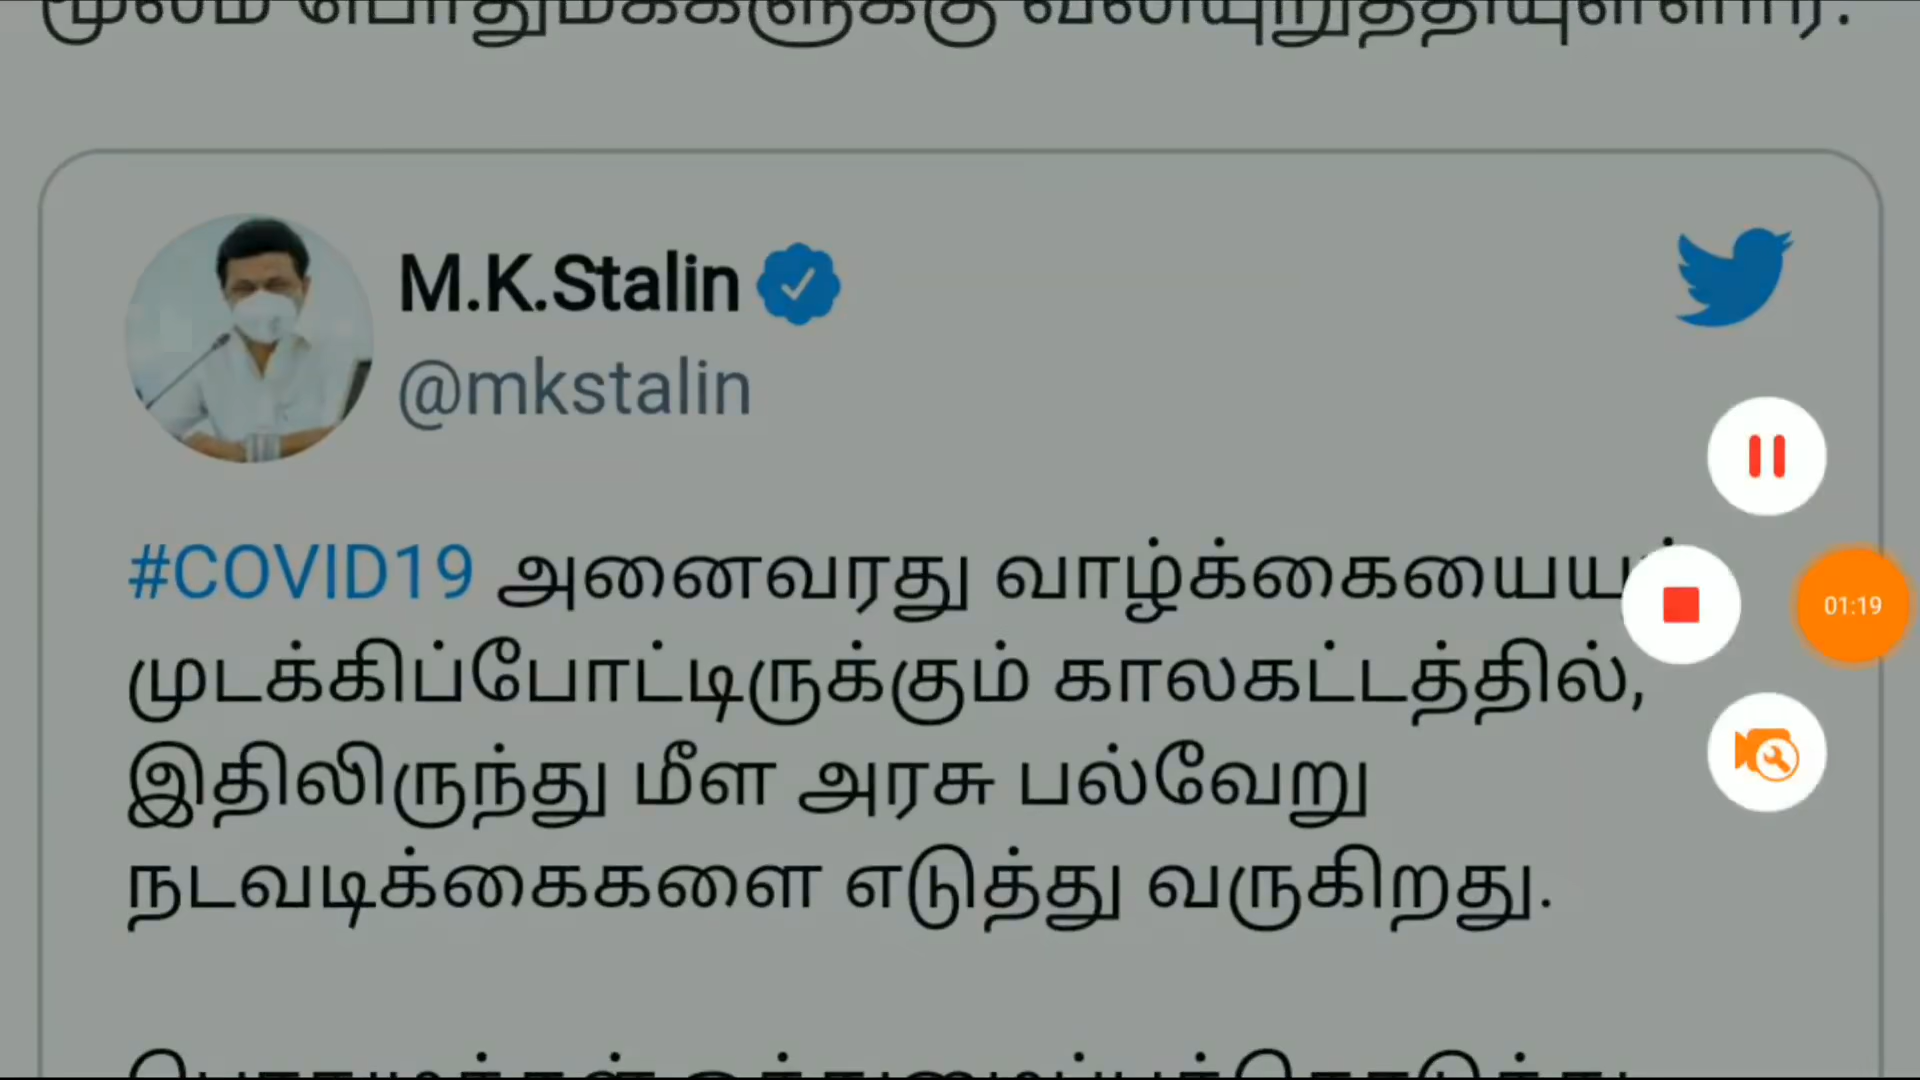 மூலம் பொதுமக்களுக்கு வலியுறுத்தியுள்ளார்.
M.K.Stalin
@mkstalin
#COVID19 அனைவரது வாழ்க்கையையும்
முடக்கிப்போட்டிருக்கும் காலகட்டத்தில்,
01:19
இதிலிருந்து மீள அரசு பல்வேறு
நடவடிக்கைகளை எடுத்து வருகிறது.